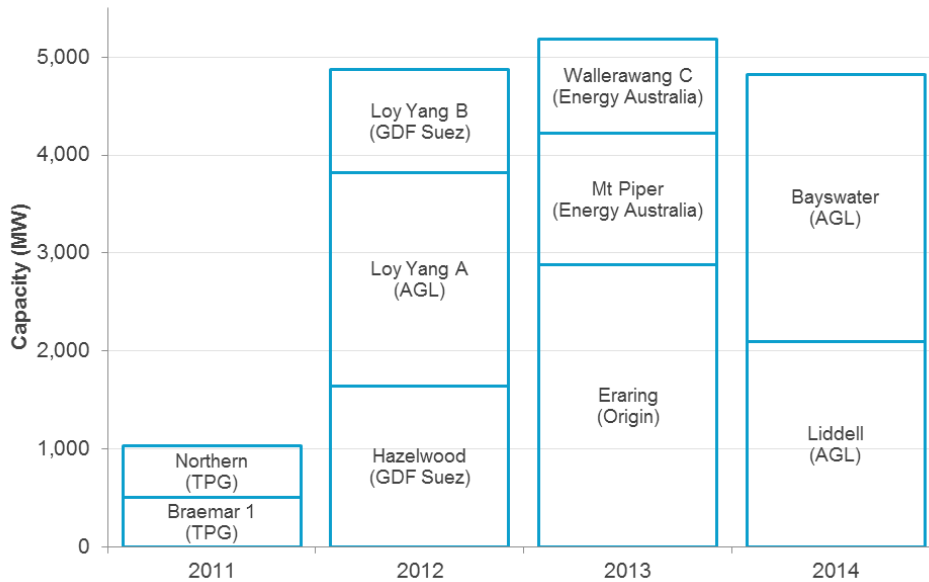 Capacity (MW)
5,000
4,000
3,000
2,000
1,000
0
Northern
(TPG)
Braemar 1
(TPG)
Loy Yang B
(GDF Suez)
Loy Yang A
(AGL)
Hazelwood
(GDF Suez)
Wallerawang C
(Energy Australia)
Mt Piper
(Energy Australia)
Eraring
(Origin)
Bayswater
(AGL)
Liddell
(AGL)
2011
2012
2013
2014